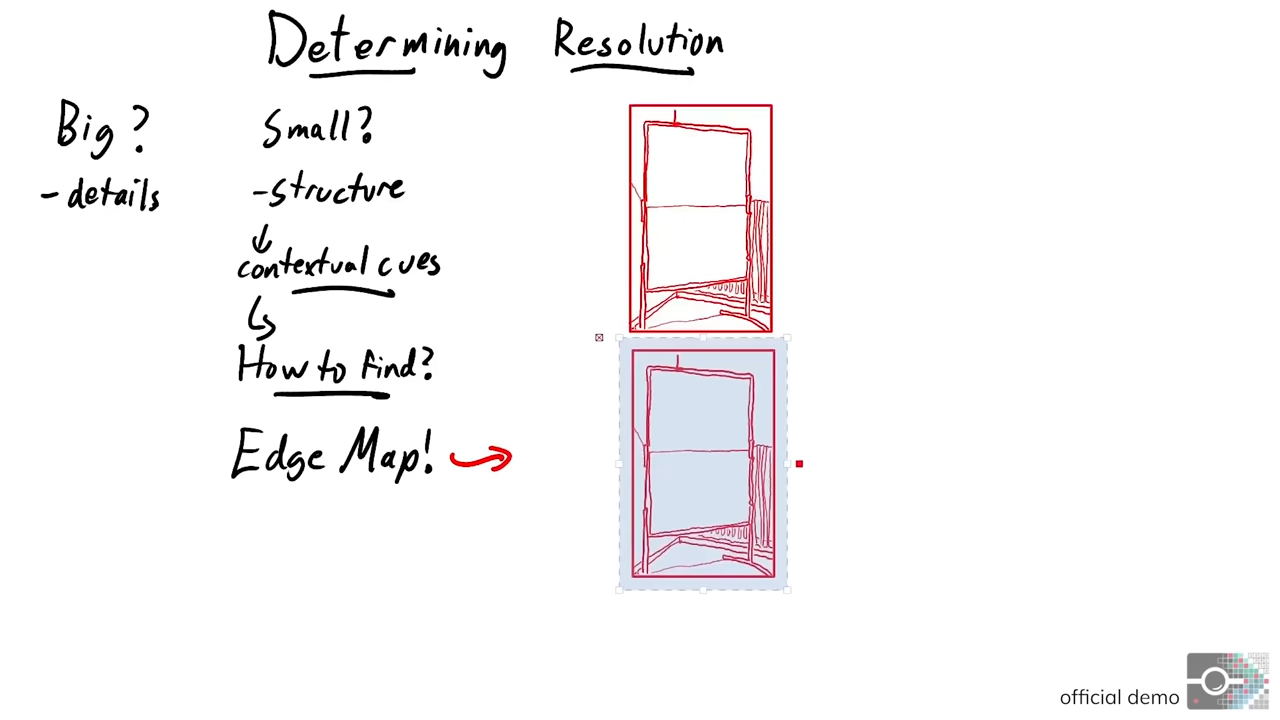 Determining Resolution
Big? Small?
- details - structure
↓
contextual cues
↳
How to find?
Edge Map! →
official demo